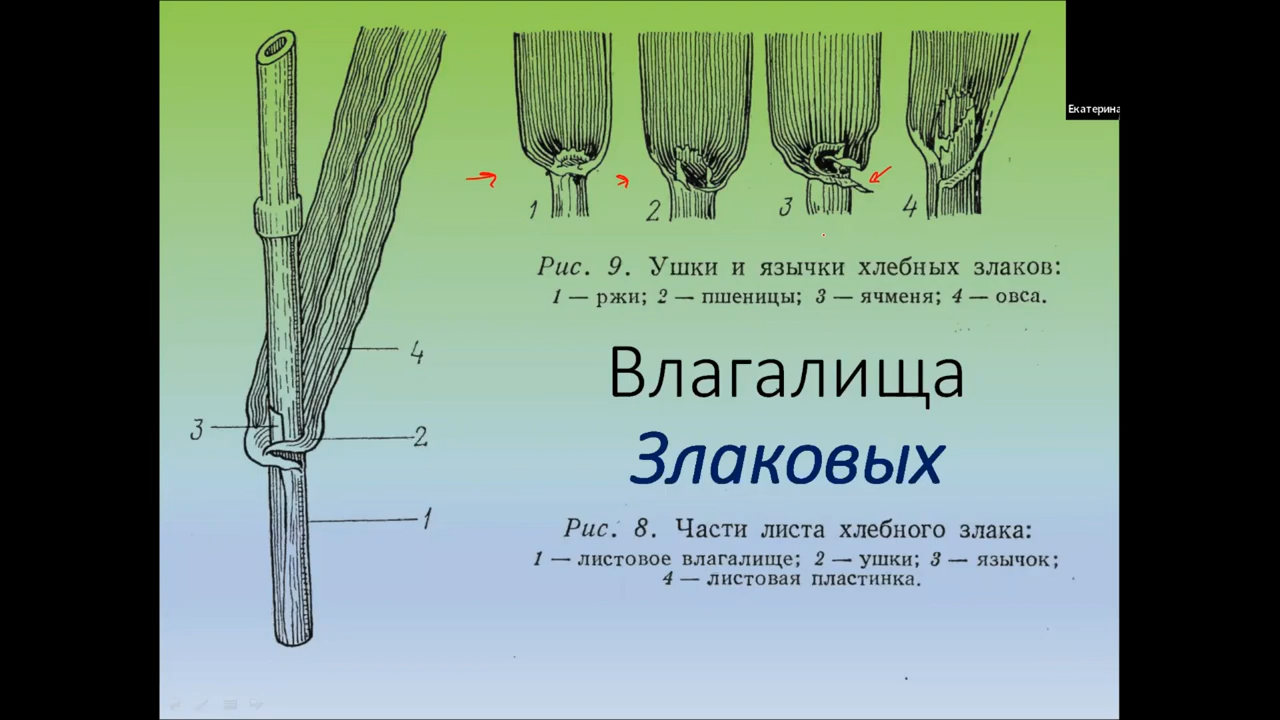 Екатерина
1 2 3 4
Рис. 9. Ушки и язычки хлебных злаков:
1 — ржи; 2 — пшеницы; 3 — ячменя; 4 — овса.
4
Влагалища
3
2
Злаковых
1
Рис. 8. Части листа хлебного злака:
1 — листовое влагалище; 2 — ушки; 3 — язычок;
4 — листовая пластинка.